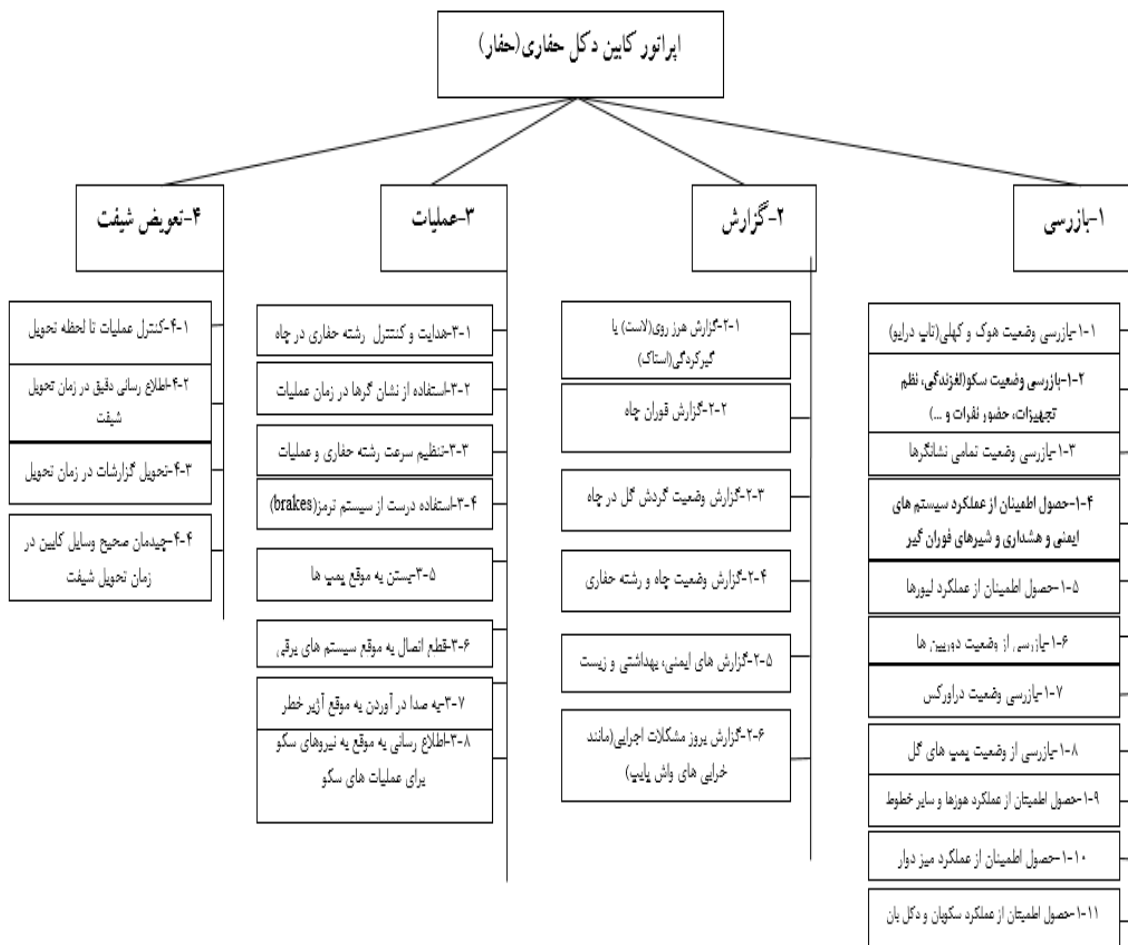 اپراتور کابین دکل حفاری(حفار)
۱-بازرسی
۱-۱-بازرسی وضعیت هوک و کهلی(تاپ درایو)
۱-۲-بازرسی وضعیت سکو(لغزندگی، نظم
تجهیزات، حضور نفرات و ...)
۱-۳-بازرسی وضعیت تمامی نشانگرها
۱-۴-حصول اطمینان از عملکرد سیستم های
ایمنی و هشداری و شیرهای فوران گیر
۱-۵-حصول اطمینان از عملکرد لیورها
۱-۶-بازرسی از وضعیت دوربین ها
۱-۷-بازرسی وضعیت دراورکس
۱-۸-بازرسی از وضعیت پمپ های گل
۱-۹-حصول اطمینان از عملکرد هوزها و سایر خطوط
۱-۱۰-حصول اطمینان از عملکرد میز دوار
۱-۱۱-حصول اطمینان از عملکرد سکوبان و دکل بان
۲-گزارش
۲-۱-گزارش هرز روی(لاست) یا
گیرکردگی(استاک)
۲-۲-گزارش فوران چاه
۲-۳-گزارش وضعیت گردش گل در چاه
۲-۴-گزارش وضعیت چاه و رشته حفاری
۲-۵-گزارش های ایمنی، بهداشتی و زیست
۲-۶-گزارش بروز مشکلات اجرایی(مانند
خرابی های واش پایپ)
۳-عملیات
۳-۱-هدایت و کنتترل رشته حفاری در چاه
۳-۲-استفاده از نشان گرها در زمان عملیات
۳-۳-تنظیم سرعت رشته حفاری و عملیات
۳-۴-استفاده درست از سیستم ترمز(brakes)
۳-۵-بستن به موقع پمپ ها
۳-۶-قطع اتصال به موقع سیستم های برقی
۳-۷-به صدا در آوردن به موقع آژیر خطر
۳-۸-اطلاع رسانی به موقع به نیروهای سکو
برای عملیات های سکو
۴-تعویض شیفت
۴-۱-کنترل عملیات تا لحظه تحویل
۴-۲-اطلاع رسانی دقیق در زمان تحویل
شیفت
۴-۳-تحویل گزارشات در زمان تحویل
۴-۴-چیدمان صحیح وسایل کابین در
زمان تحویل شیفت